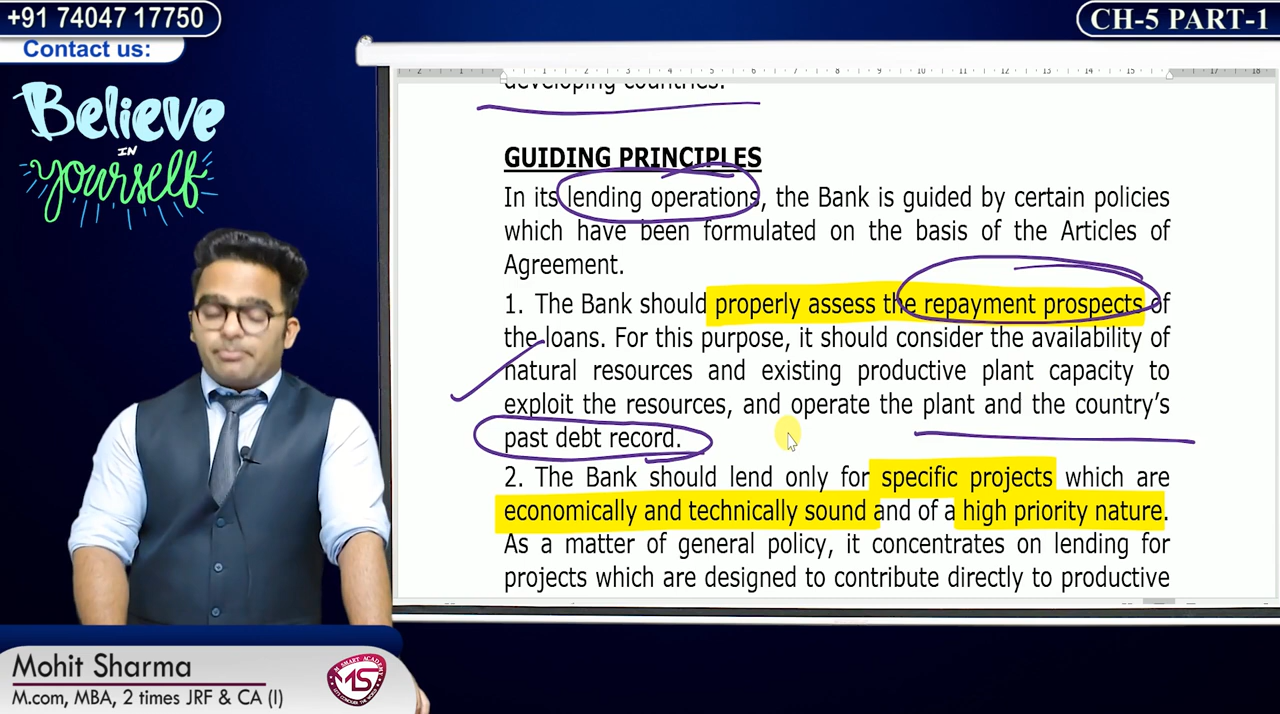 +91 74047 17750
Contact us:
CH-5 PART-1
Believe
IN
yourself
developing countries.
GUIDING PRINCIPLES
In its lending operations, the Bank is guided by certain policies
which have been formulated on the basis of the Articles of
Agreement.
1. The Bank should properly assess the repayment prospects of
the loans. For this purpose, it should consider the availability of
natural resources and existing productive plant capacity to
exploit the resources, and operate the plant and the country's
past debt record.
2. The Bank should lend only for specific projects which are
economically and technically sound and of a high priority nature.
As a matter of general policy, it concentrates on lending for
projects which are designed to contribute directly to productive
Mohit Sharma
M.com, MBA, 2 times JRF & CA (I)
M SMART ACADEMY
MS